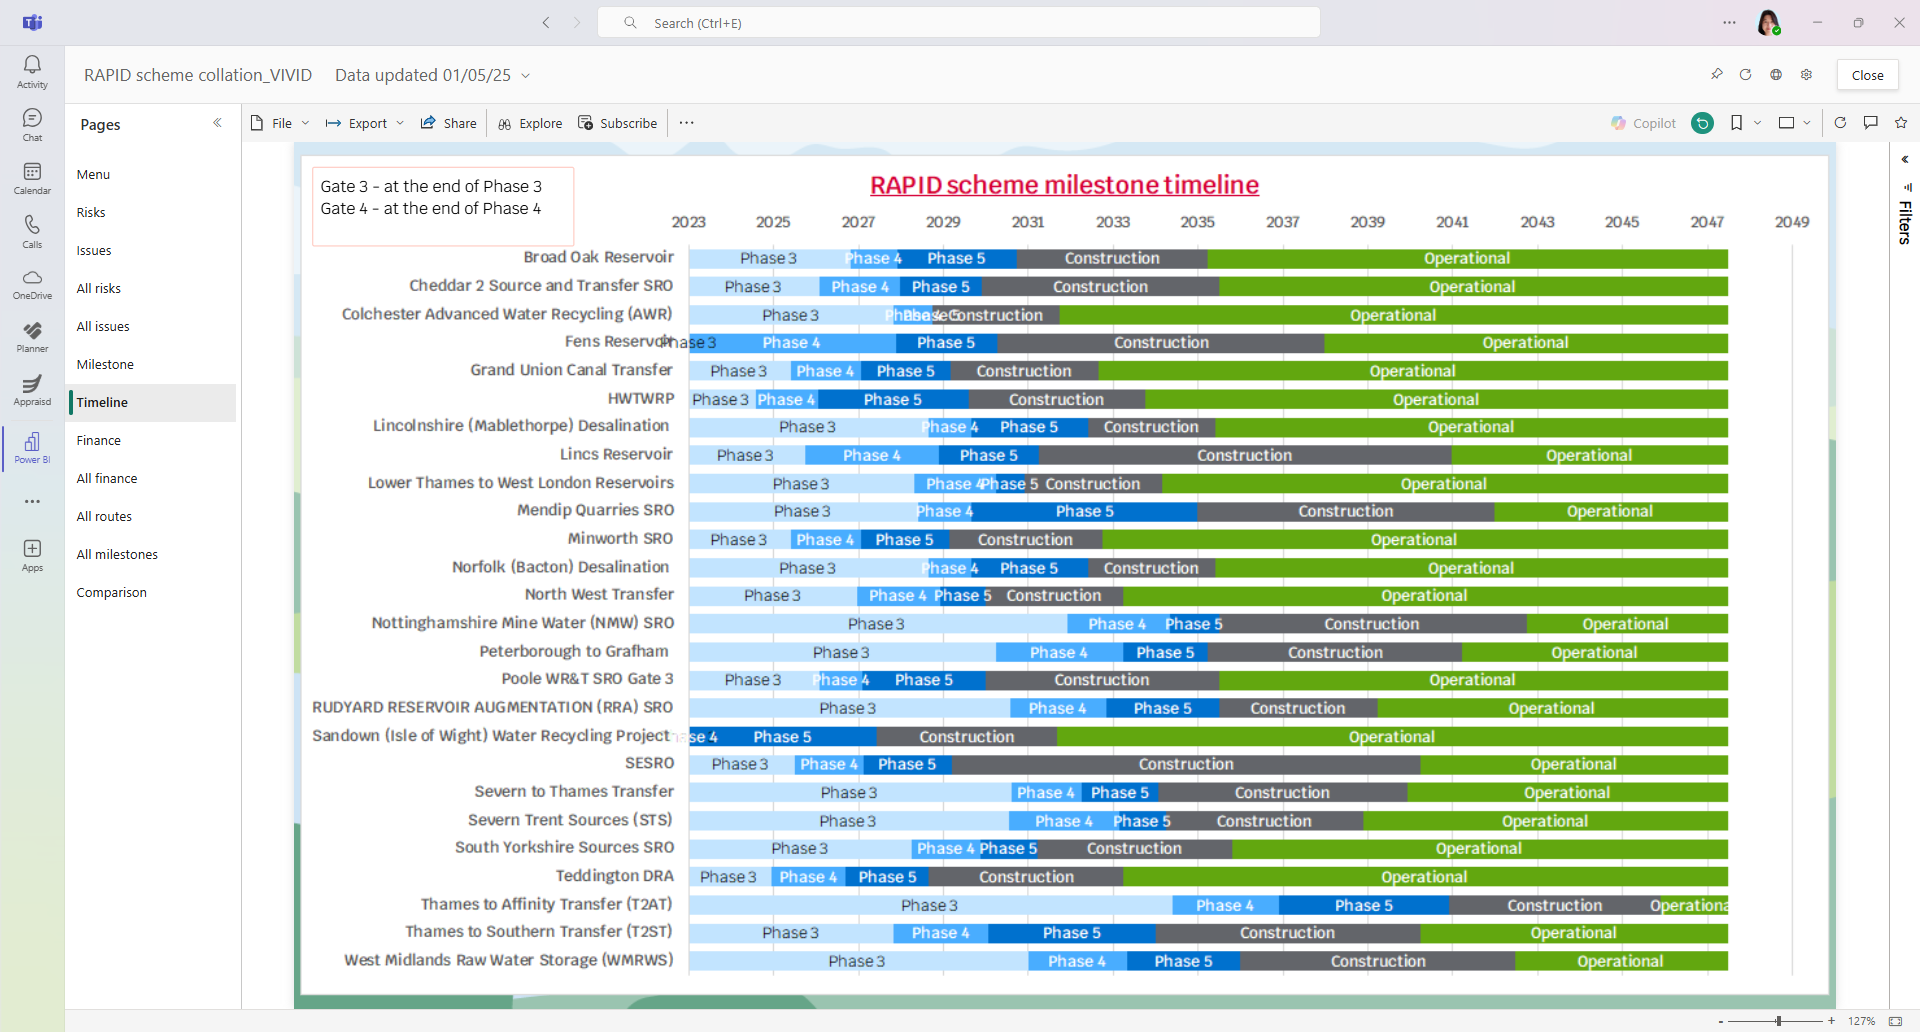 Search (Ctrl+E)
RAPID scheme collation_VIVID Data updated 01/05/25
Close
Activity
Chat
Calendar
Calls
OneDrive
Planner
Appraisd
Power BI
Apps
Pages
Menu
Risks
Issues
All risks
All issues
Milestone
Timeline
Finance
All finance
All routes
All milestones
Comparison
File Export Share Explore Subscribe
Copilot
Filters
Gate 3 - at the end of Phase 3
Gate 4 - at the end of Phase 4
RAPID scheme milestone timeline
2023 2025 2027 2029 2031 2033 2035 2037 2039 2041 2043 2045 2047 2049
Broad Oak Reservoir Phase 3 Phase 4 Phase 5 Construction Operational
Cheddar 2 Source and Transfer SRO Phase 3 Phase 4 Phase 5 Construction Operational
Colchester Advanced Water Recycling (AWR) Phase 3 Phase 4 Phase 5 Construction Operational
Fens Reservoir Phase 3 Phase 4 Phase 5 Construction Operational
Grand Union Canal Transfer Phase 3 Phase 4 Phase 5 Construction Operational
HWTWRP Phase 3 Phase 4 Phase 5 Construction Operational
Lincolnshire (Mablethorpe) Desalination Phase 3 Phase 4 Phase 5 Construction Operational
Lincs Reservoir Phase 3 Phase 4 Phase 5 Construction Operational
Lower Thames to West London Reservoirs Phase 3 Phase 4 Phase 5 Construction Operational
Mendip Quarries SRO Phase 3 Phase 4 Phase 5 Construction Operational
Minworth SRO Phase 3 Phase 4 Phase 5 Construction Operational
Norfolk (Bacton) Desalination Phase 3 Phase 4 Phase 5 Construction Operational
North West Transfer Phase 3 Phase 4 Phase 5 Construction Operational
Nottinghamshire Mine Water (NMW) SRO Phase 3 Phase 4 Phase 5 Construction Operational
Peterborough to Grafham Phase 3 Phase 4 Phase 5 Construction Operational
Poole WR&T SRO Gate 3 Phase 3 Phase 4 Phase 5 Construction Operational
RUDYARD RESERVOIR AUGMENTATION (RRA) SRO Phase 3 Phase 4 Phase 5 Construction Operational
Sandown (Isle of Wight) Water Recycling Project ase 4 Phase 5 Construction Operational
SESRO Phase 3 Phase 4 Phase 5 Construction Operational
Severn to Thames Transfer Phase 3 Phase 4 Phase 5 Construction Operational
Severn Trent Sources (STS) Phase 3 Phase 4 Phase 5 Construction Operational
South Yorkshire Sources SRO Phase 3 Phase 4 Phase 5 Construction Operational
Teddington DRA Phase 3 Phase 4 Phase 5 Construction Operational
Thames to Affinity Transfer (T2AT) Phase 3 Phase 4 Phase 5 Construction Operationa
Thames to Southern Transfer (T2ST) Phase 3 Phase 4 Phase 5 Construction Operational
West Midlands Raw Water Storage (WMRWS) Phase 3 Phase 4 Phase 5 Construction Operational
- + 127%